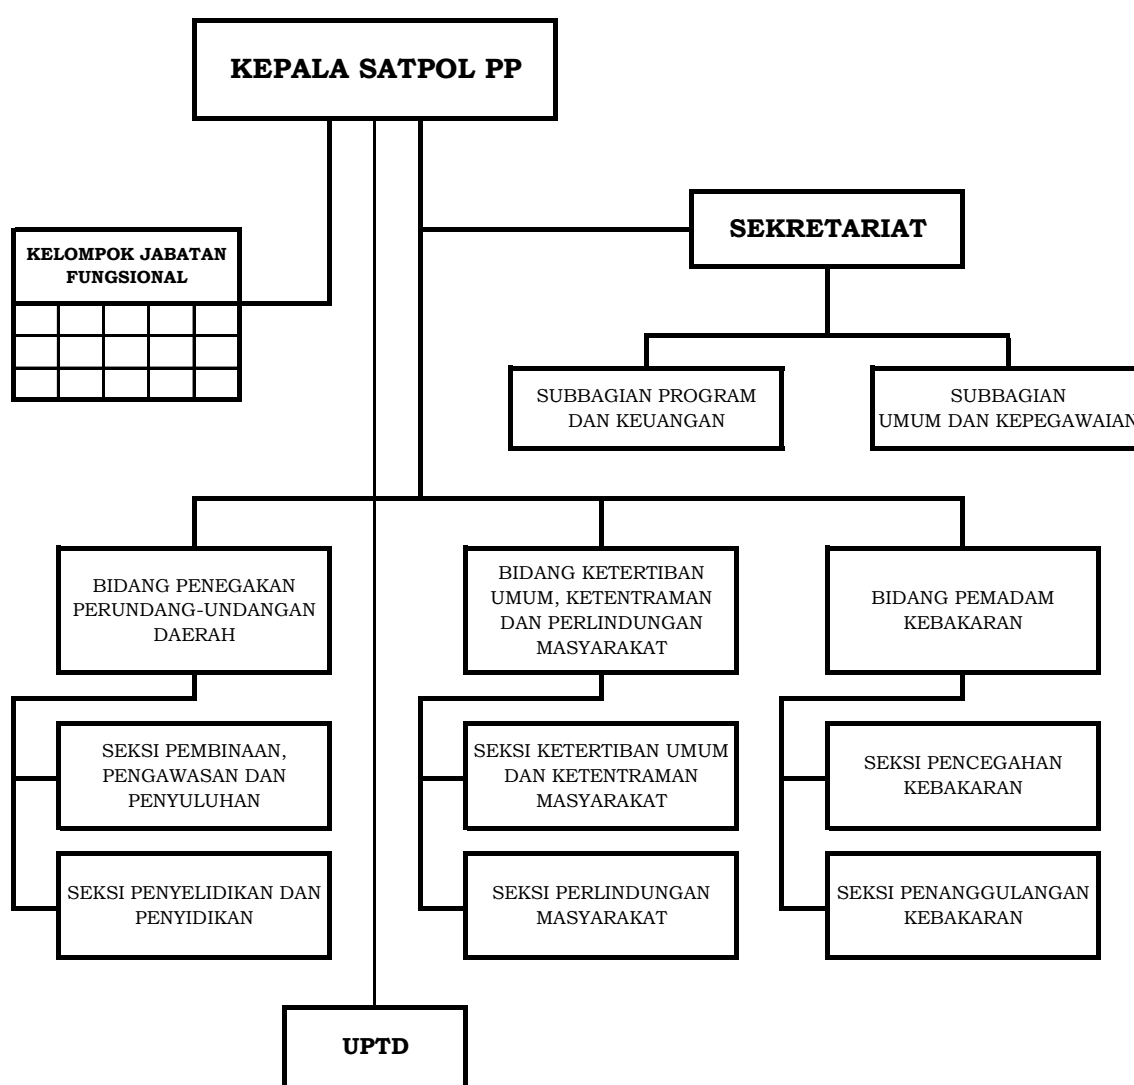 KEPALA SATPOL PP
SEKRETARIAT
KELOMPOK JABATAN
FUNGSIONAL
SUBBAGIAN PROGRAM
DAN KEUANGAN
SUBBAGIAN
UMUM DAN KEPEGAWAIAN
BIDANG PENEGAKAN
PERUNDANG-UNDANGAN
DAERAH
BIDANG KETERTIBAN
UMUM, KETENTRAMAN
DAN PERLINDUNGAN
MASYARAKAT
BIDANG PEMADAM
KEBAKARAN
SEKSI PEMBINAAN,
PENGAWASAN DAN
PENYULUHAN
SEKSI KETERTIBAN UMUM
DAN KETENTRAMAN
MASYARAKAT
SEKSI PENCEGAHAN
KEBAKARAN
SEKSI PENYELIDIKAN DAN
PENYIDIKAN
SEKSI PERLINDUNGAN
MASYARAKAT
SEKSI PENANGGULANGAN
KEBAKARAN
UPTD